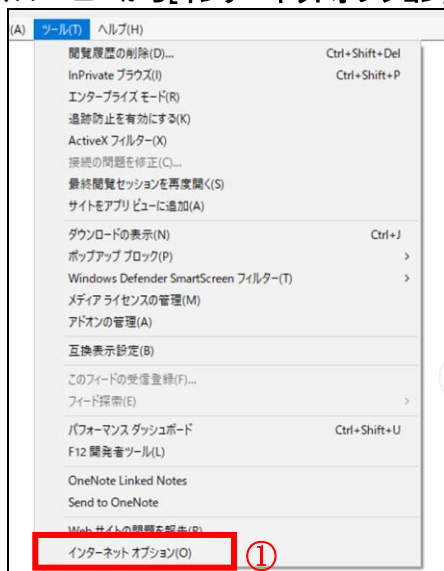 (A) ツール(T) ヘルプ(H)
閲覧履歴の削除(D)... Ctrl+Shift+Del
InPrivate ブラウズ(I) Ctrl+Shift+P
エンタープライズ モード(R)
追跡防止を有効にする(K)
ActiveX フィルター(X)
接続の問題を修正(C)...
最終閲覧セッションを再度開く(S)
サイトをアプリ ビューに追加(A)
ダウンロードの表示(N) Ctrl+J
ポップアップ ブロック(P) >
Windows Defender SmartScreen フィルター(T) >
メディア ライセンスの管理(M)
アドオンの管理(A)
互換表示設定(B)
このフィードの受信登録(F)...
フィード探索(E) >
パフォーマンス ダッシュボード Ctrl+Shift+U
F12 開発者ツール(L)
OneNote Linked Notes
Send to OneNote
Web サイトの問題を報告(R)
インターネット オプション(O) ①